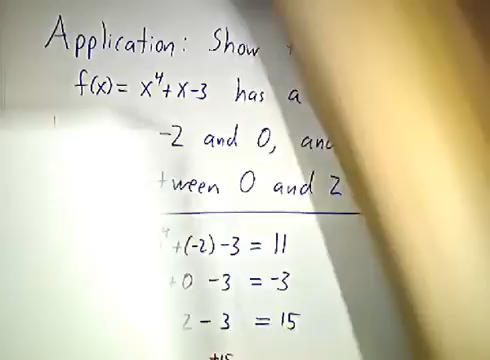 Application: Show
f(x) = x⁴+x-3 has a
-2 and 0, and
tween 0 and 2
⁴+(-2)-3 = 11
+0 -3 = -3
2-3 = 15
+15